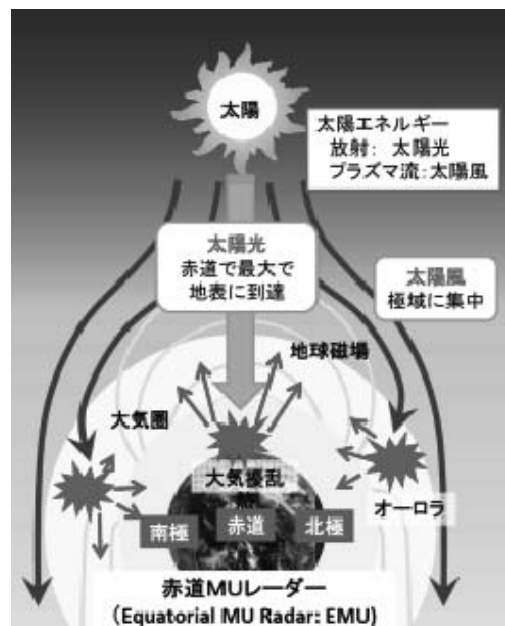 太陽
太陽エネルギー
放射: 太陽光
プラズマ流:太陽風
太陽光
赤道で最大で
地表に到達
太陽風
極域に集中
地球磁場
大気圏
大気擾乱
オーロラ
南極
赤道
北極
赤道MUレーダー
(Equatorial MU Radar: EMU)